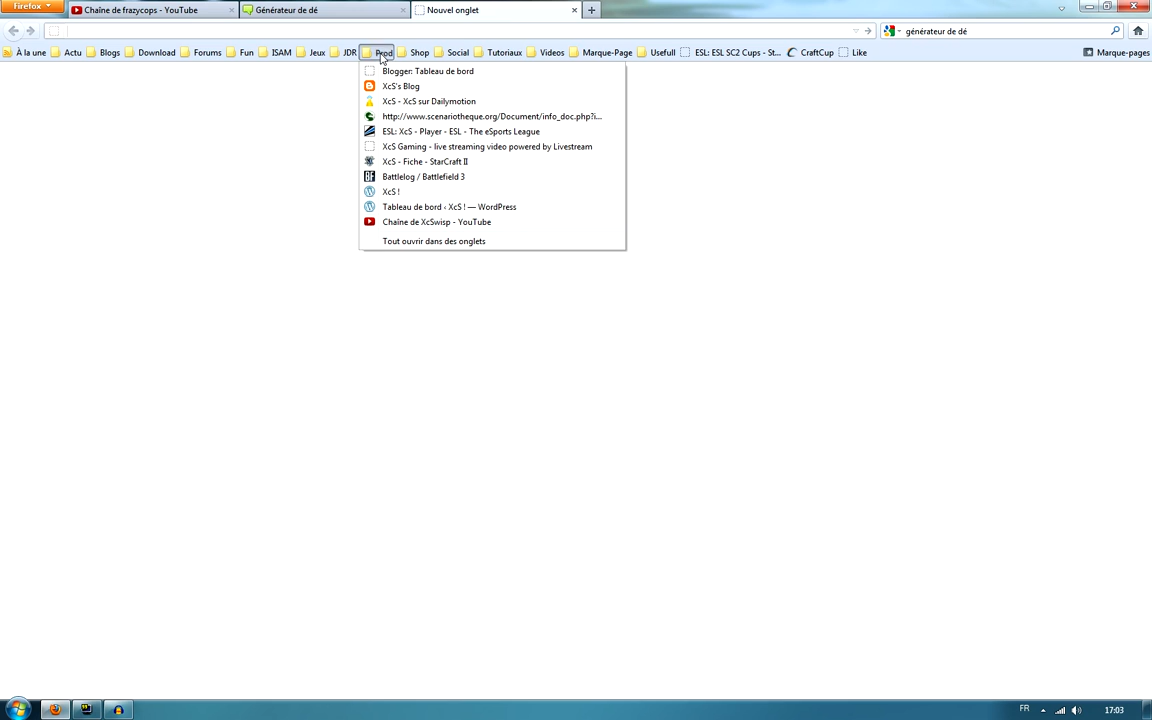 Firefox
Chaîne de frazycops - YouTube
Générateur de dé
Nouvel onglet
générateur de dé
À la une
Actu
Blogs
Download
Forums
Fun
ISAM
Jeux
JDR
Prod
Shop
Social
Tutoriaux
Videos
Marque-Page
Usefull
ESL: ESL SC2 Cups - St...
CraftCup
Like
Marque-pages
Blogger: Tableau de bord
XcS's Blog
XcS - XcS sur Dailymotion
http://www.scenariotheque.org/Document/info_doc.php?i...
ESL: XcS - Player - ESL - The eSports League
XcS Gaming - live streaming video powered by Livestream
XcS - Fiche - StarCraft II
Battlelog / Battlefield 3
XcS !
Tableau de bord ‹ XcS ! — WordPress
Chaîne de XcSwisp - YouTube
Tout ouvrir dans des onglets
FR
17:03